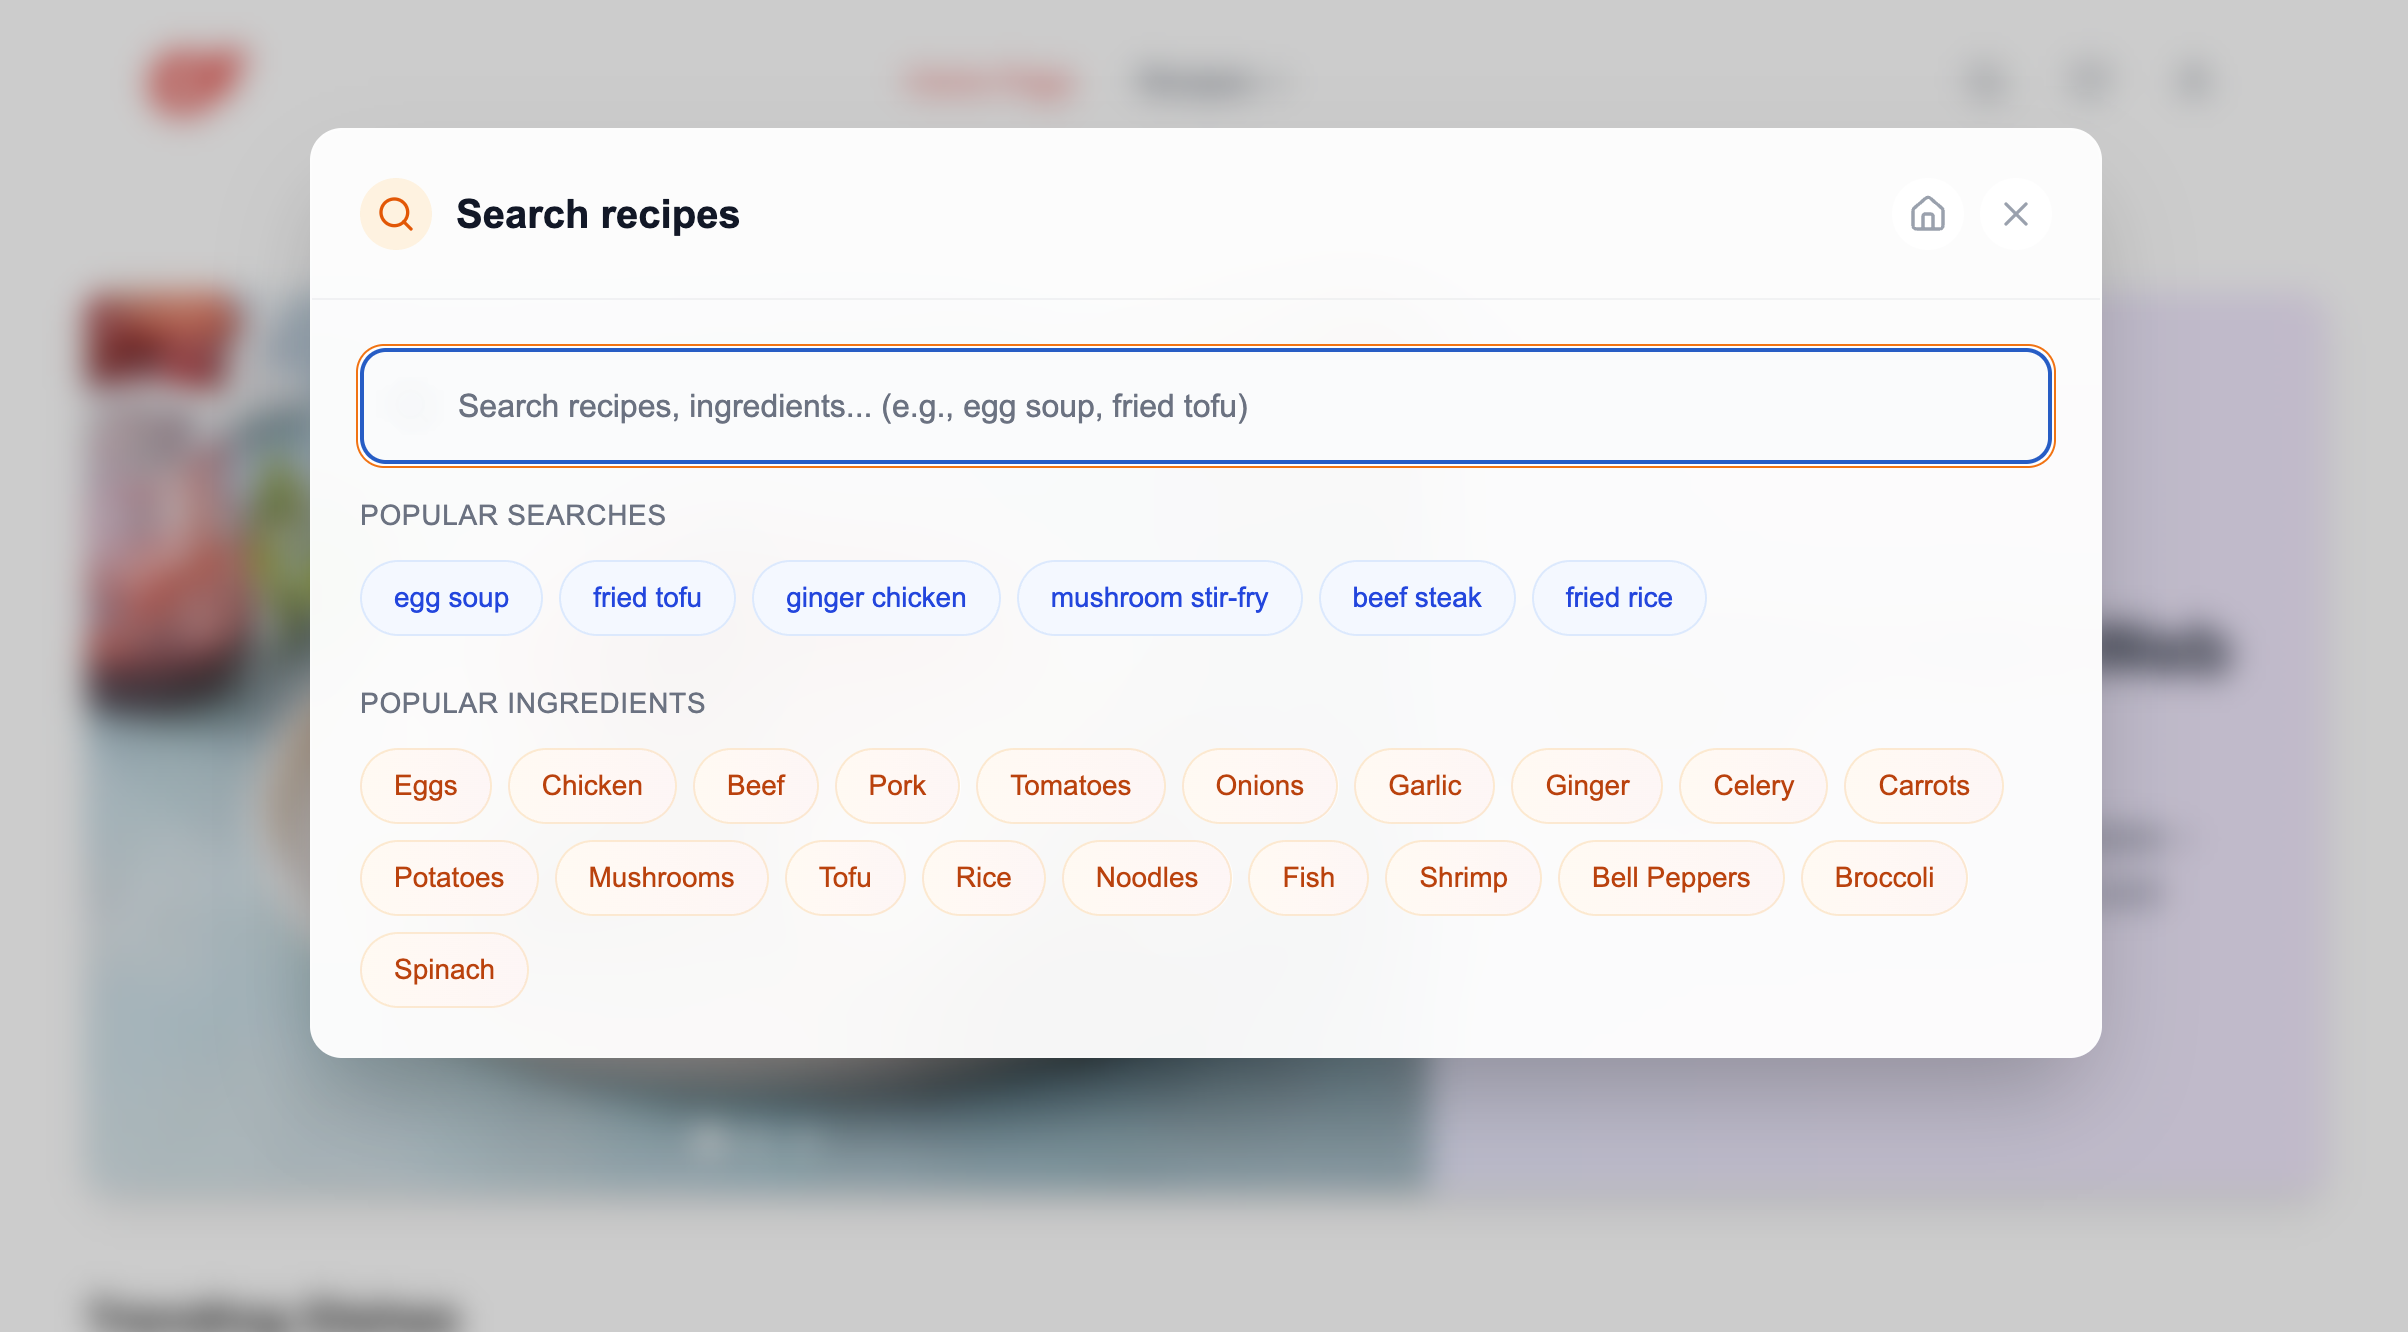 Search recipes
Search recipes, ingredients... (e.g., egg soup, fried tofu)
POPULAR SEARCHES
egg soup fried tofu ginger chicken mushroom stir-fry beef steak fried rice
POPULAR INGREDIENTS
Eggs Chicken Beef Pork Tomatoes Onions Garlic Ginger Celery Carrots
Potatoes Mushrooms Tofu Rice Noodles Fish Shrimp Bell Peppers Broccoli
Spinach